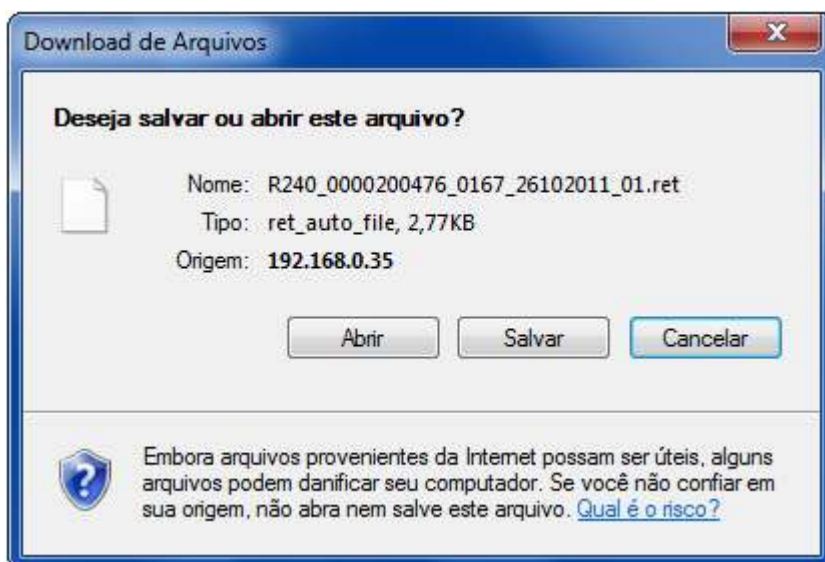 Download de Arquivos
Deseja salvar ou abrir este arquivo?
Nome: R240_0000200476_0167_26102011_01.ret
Tipo: ret_auto_file, 2,77KB
Origem: 192.168.0.35
Abrir Salvar Cancelar
Embora arquivos provenientes da Internet possam ser úteis, alguns
arquivos podem danificar seu computador. Se você não confiar em
sua origem, não abra nem salve este arquivo. Qual é o risco?